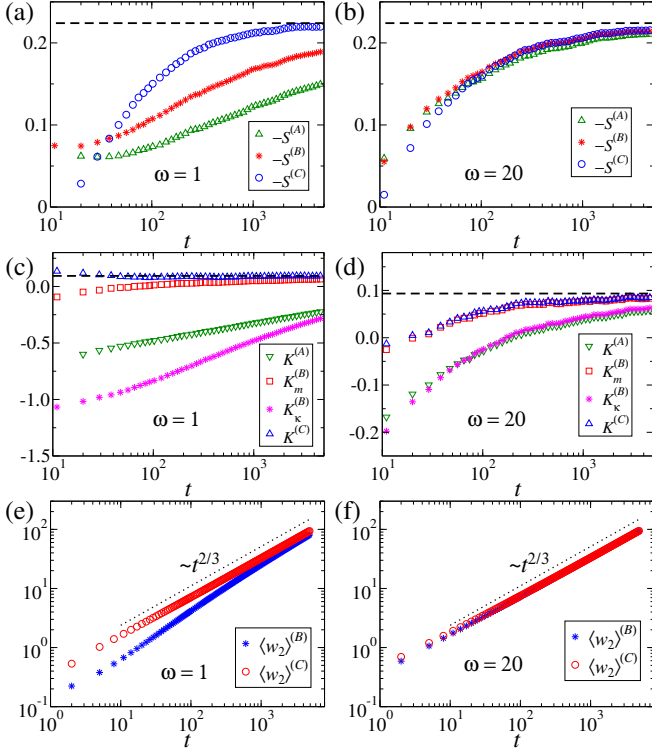 (a)
0.2
0.1
0
10^1
10^2
10^3
t
ω = 1
−S^(A)
−S^(B)
−S^(C)
(b)
0.2
0.1
0
10^1
10^2
10^3
t
ω = 20
−S^(A)
−S^(B)
−S^(C)
(c)
0.0
-0.5
-1.0
-1.5
10^1
10^2
10^3
t
ω = 1
K^(A)
K_m^(B)
K_κ^(B)
K^(C)
(d)
0.1
0.0
-0.1
-0.2
10^1
10^2
10^3
t
ω = 20
K^(A)
K_m^(B)
K_κ^(B)
K^(C)
(e)
10^2
10^1
10^0
10^-1
10^0
10^1
10^2
10^3
t
~t^2/3
ω = 1
⟨w_2⟩^(B)
⟨w_2⟩^(C)
(f)
10^2
10^1
10^0
10^-1
10^0
10^1
10^2
10^3
t
~t^2/3
ω = 20
⟨w_2⟩^(B)
⟨w_2⟩^(C)